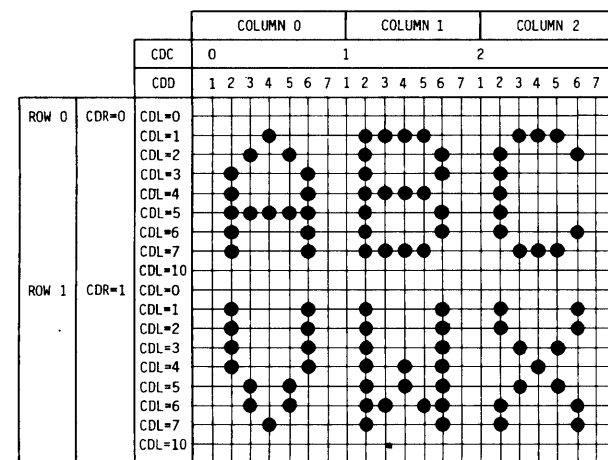 COLUMN 0 COLUMN 1 COLUMN 2
CDC 0 1 2
CDD 1 2 3 4 5 6 7 1 2 3 4 5 6 7 1 2 3 4 5 6 7
ROW 0 CDR=0 CDL=0
CDL=1
CDL=2
CDL=3
CDL=4
CDL=5
CDL=6
CDL=7
CDL=10
ROW 1 CDR=1 CDL=0
CDL=1
CDL=2
CDL=3
CDL=4
CDL=5
CDL=6
CDL=7
CDL=10
A B C
V W X